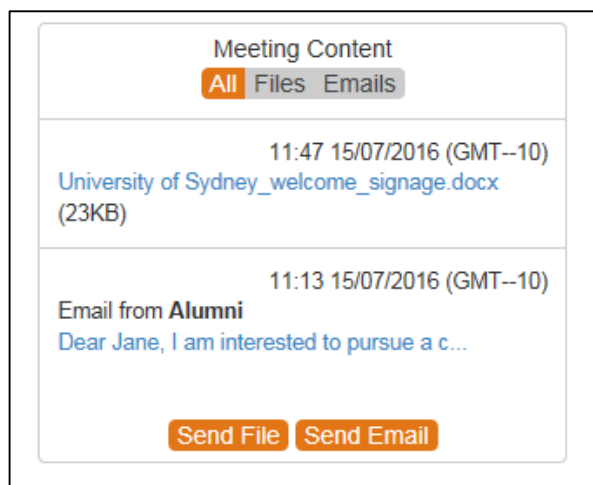 Meeting Content
All Files Emails
11:47 15/07/2016 (GMT--10)
University of Sydney_welcome_signage.docx
(23KB)
11:13 15/07/2016 (GMT--10)
Email from Alumni
Dear Jane, I am interested to pursue a c...
Send File Send Email